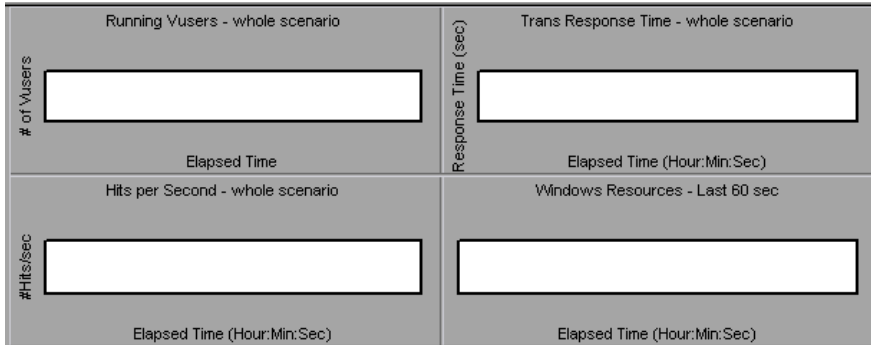 Running Vusers - whole scenario
# of Vusers
Elapsed Time
Trans Response Time - whole scenario
Response Time (sec)
Elapsed Time (Hour:Min:Sec)
Hits per Second - whole scenario
#Hits/sec
Elapsed Time (Hour:Min:Sec)
Windows Resources - Last 60 sec
Elapsed Time (Hour:Min:Sec)